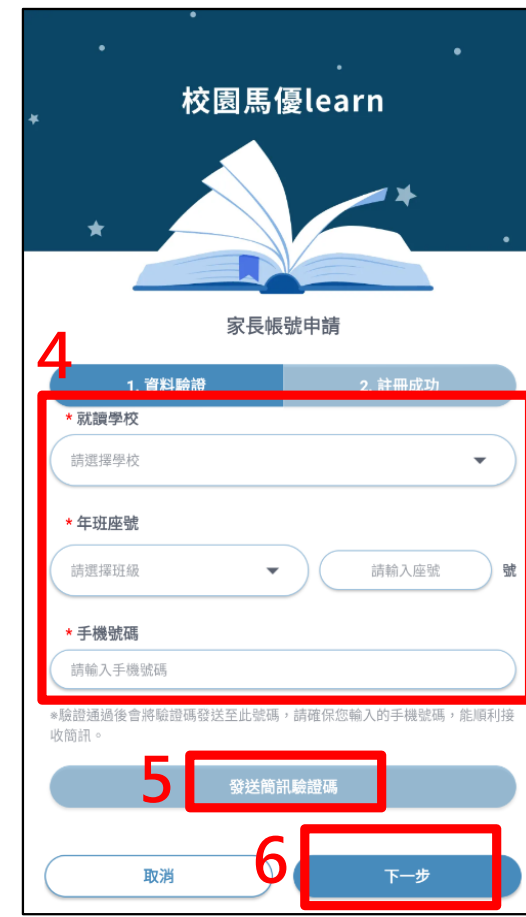 校園馬優learn
家長帳號申請
4
1. 資料驗證 2. 註冊成功
* 就讀學校
請選擇學校
* 年班座號
請選擇班級 請輸入座號 號
* 手機號碼
請輸入手機號碼
※驗證通過後會將驗證碼發送至此號碼，請確保您輸入的手機號碼，能順利接
收簡訊。
5 發送簡訊驗證碼
取消 6 下一步